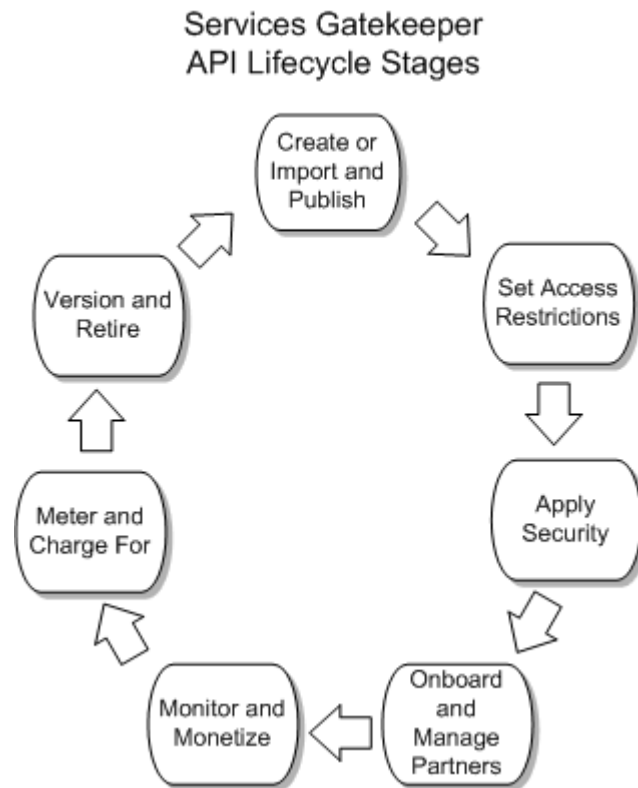 Services Gatekeeper
API Lifecycle Stages
Create or
Import and
Publish
Set Access
Restrictions
Apply
Security
Onboard
and
Manage
Partners
Monitor and
Monetize
Meter and
Charge For
Version and
Retire